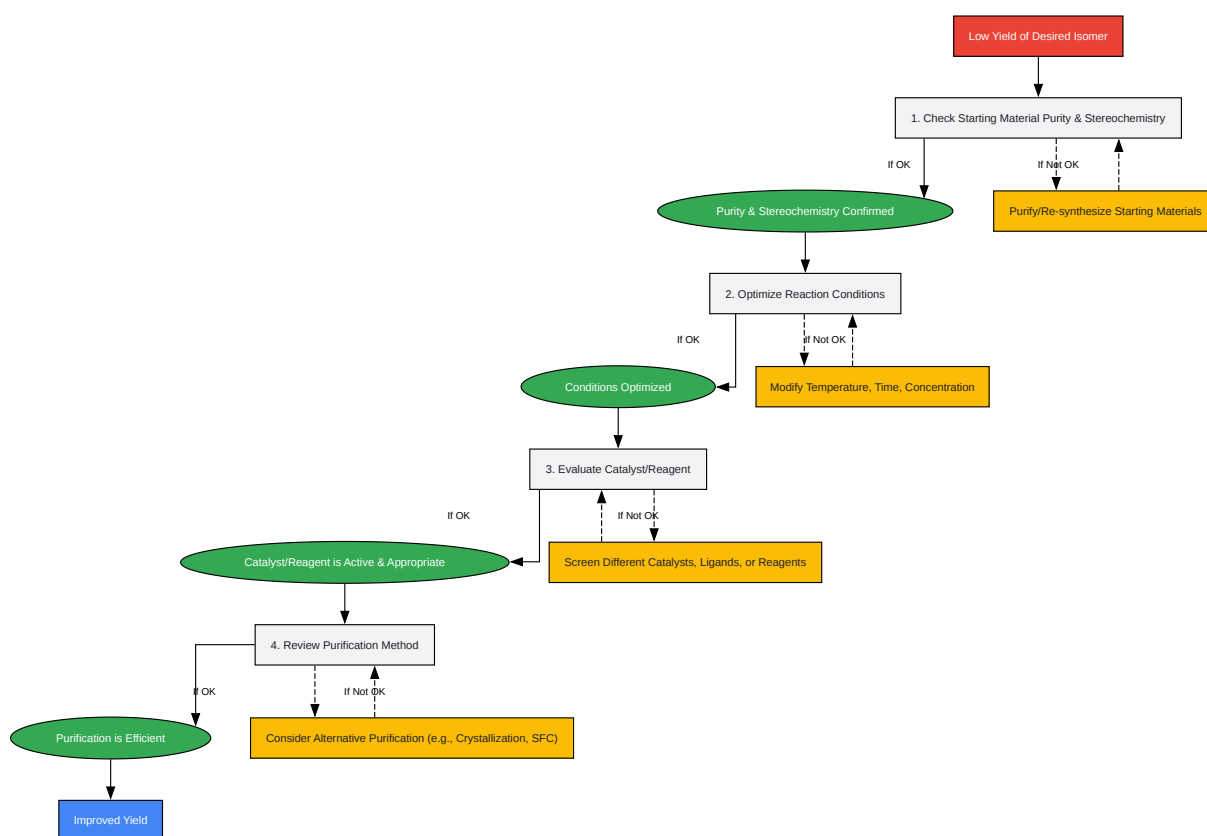 Low Yield of Desired Isomer
1. Check Starting Material Purity & Stereochemistry
If OK
If Not OK
Purity & Stereochemistry Confirmed
Purify/Re-synthesize Starting Materials
2. Optimize Reaction Conditions
If OK
If Not OK
Conditions Optimized
Modify Temperature, Time, Concentration
3. Evaluate Catalyst/Reagent
If OK
If Not OK
Catalyst/Reagent is Active & Appropriate
Screen Different Catalysts, Ligands, or Reagents
4. Review Purification Method
If OK
If Not OK
Purification is Efficient
Consider Alternative Purification (e.g., Crystallization, SFC)
Improved Yield